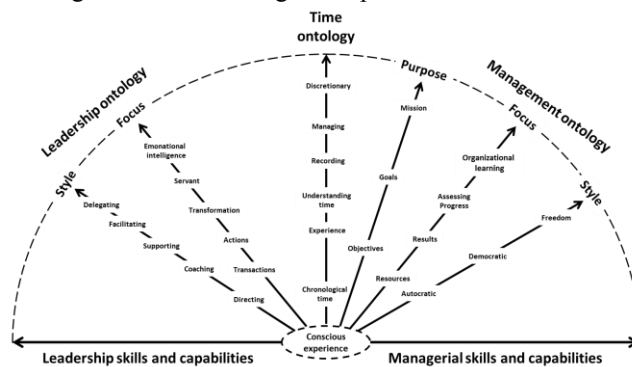 Time
ontology
Leadership ontology
Management ontology
Style
Focus
Purpose
Focus
Style
Delegating
Facilitating
Supporting
Coaching
Directing
Emonational
intelligence
Servant
Transformation
Actions
Transactions
Discretionary
Managing
Recording
Understanding
time
Experience
Chronological
time
Mission
Goals
Objectives
Organizational
learning
Assessing
Progress
Results
Resources
Freedom
Democratic
Autocratic
Conscious
experience
Leadership skills and capabilities
Managerial skills and capabilities